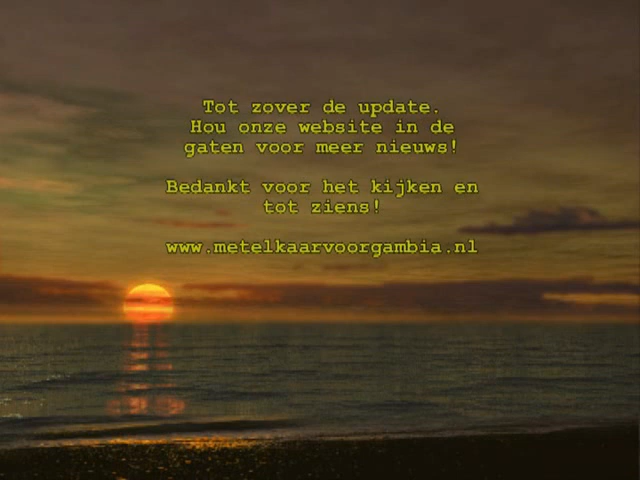 Tot zover de update.
Hou onze website in de
gaten voor meer nieuws!
Bedankt voor het kijken en
tot ziens!
www.metelkaarvoorgambia.nl